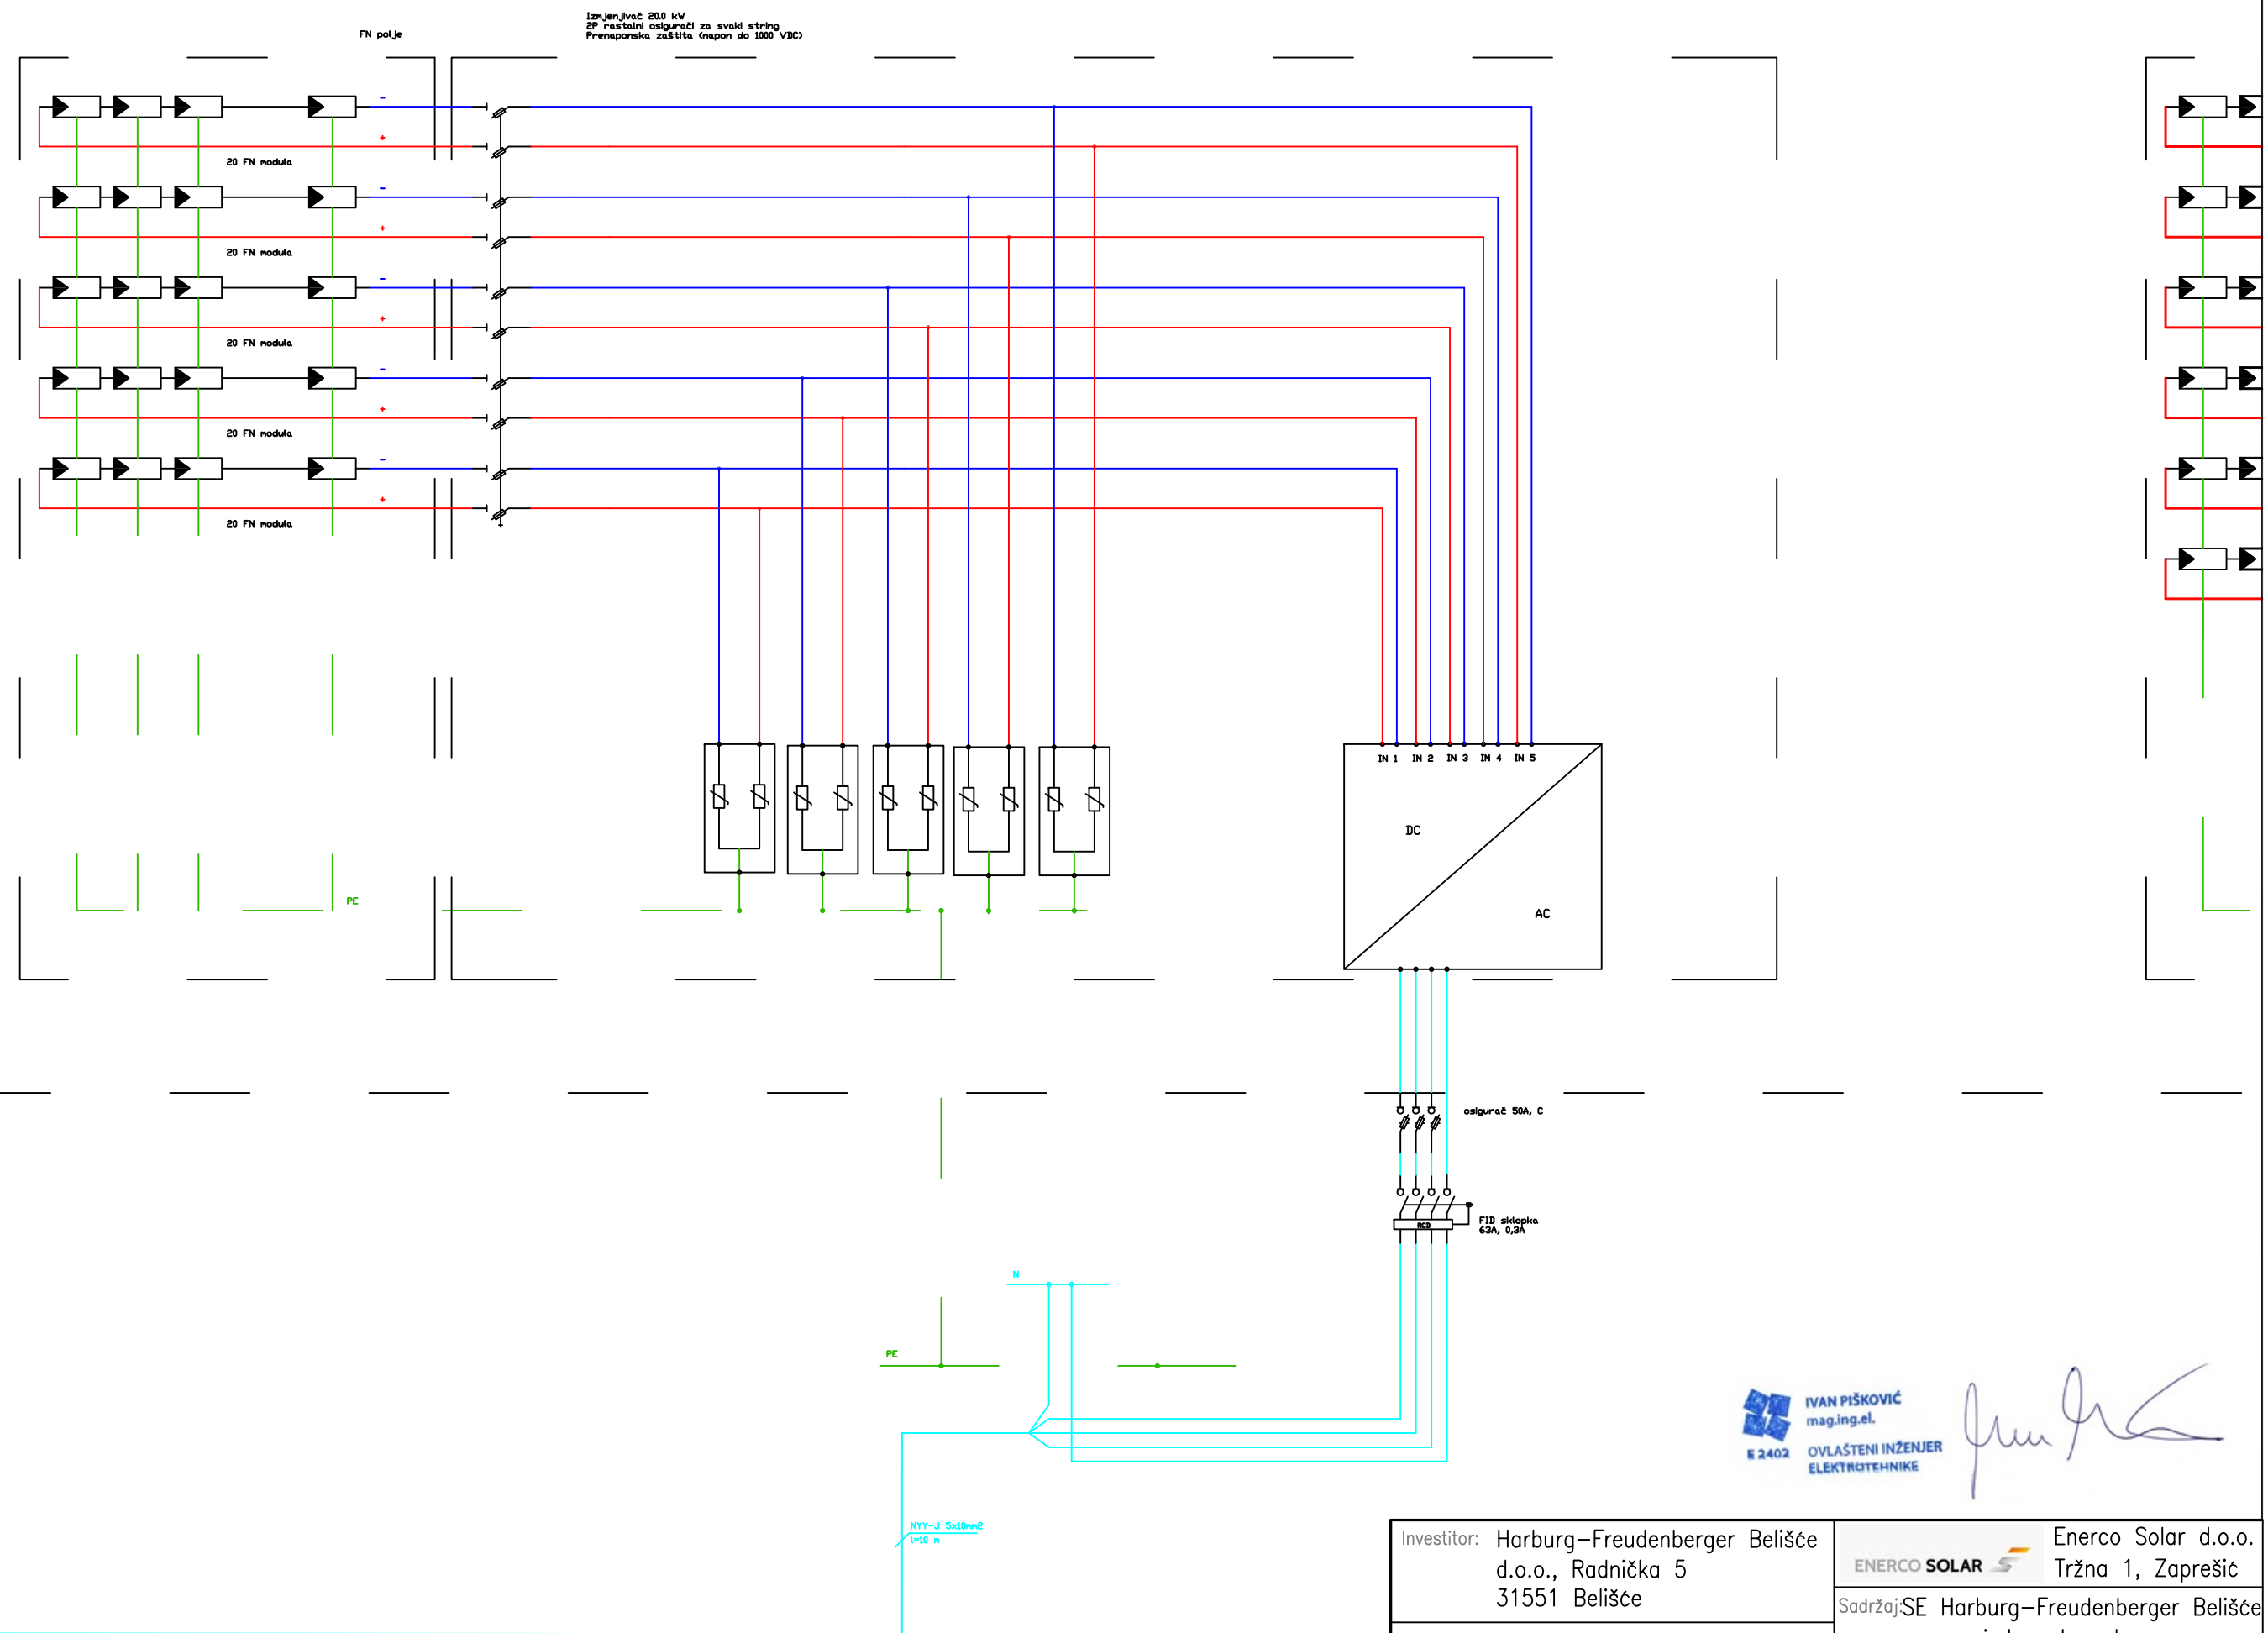 FN polje
Izmjenjivač 20.0 kW
2P rastalni osigurači za svaki string
Prenaponska zaštita (napon do 1000 VDC)
-
+
20 FN modula
-
+
20 FN modula
-
+
20 FN modula
-
+
20 FN modula
-
+
20 FN modula
IN 1 IN 2 IN 3 IN 4 IN 5
DC
AC
PE
osigurač 50A, C
RCD
FID sklopka
63A, 0,3A
N
PE
NYY-J 5x10mm2
l=10 m
IVAN PIŠKOVIĆ
mag.ing.el.
E 2402
OVLAŠTENI INŽENJER
ELEKTROTEHNIKE
Investitor: Harburg-Freudenberger Belišće
d.o.o., Radnička 5
31551 Belišće
ENERCO SOLAR
Enerco Solar d.o.o.
Tržna 1, Zaprešić
Sadržaj: SE Harburg-Freudenberger Belišće